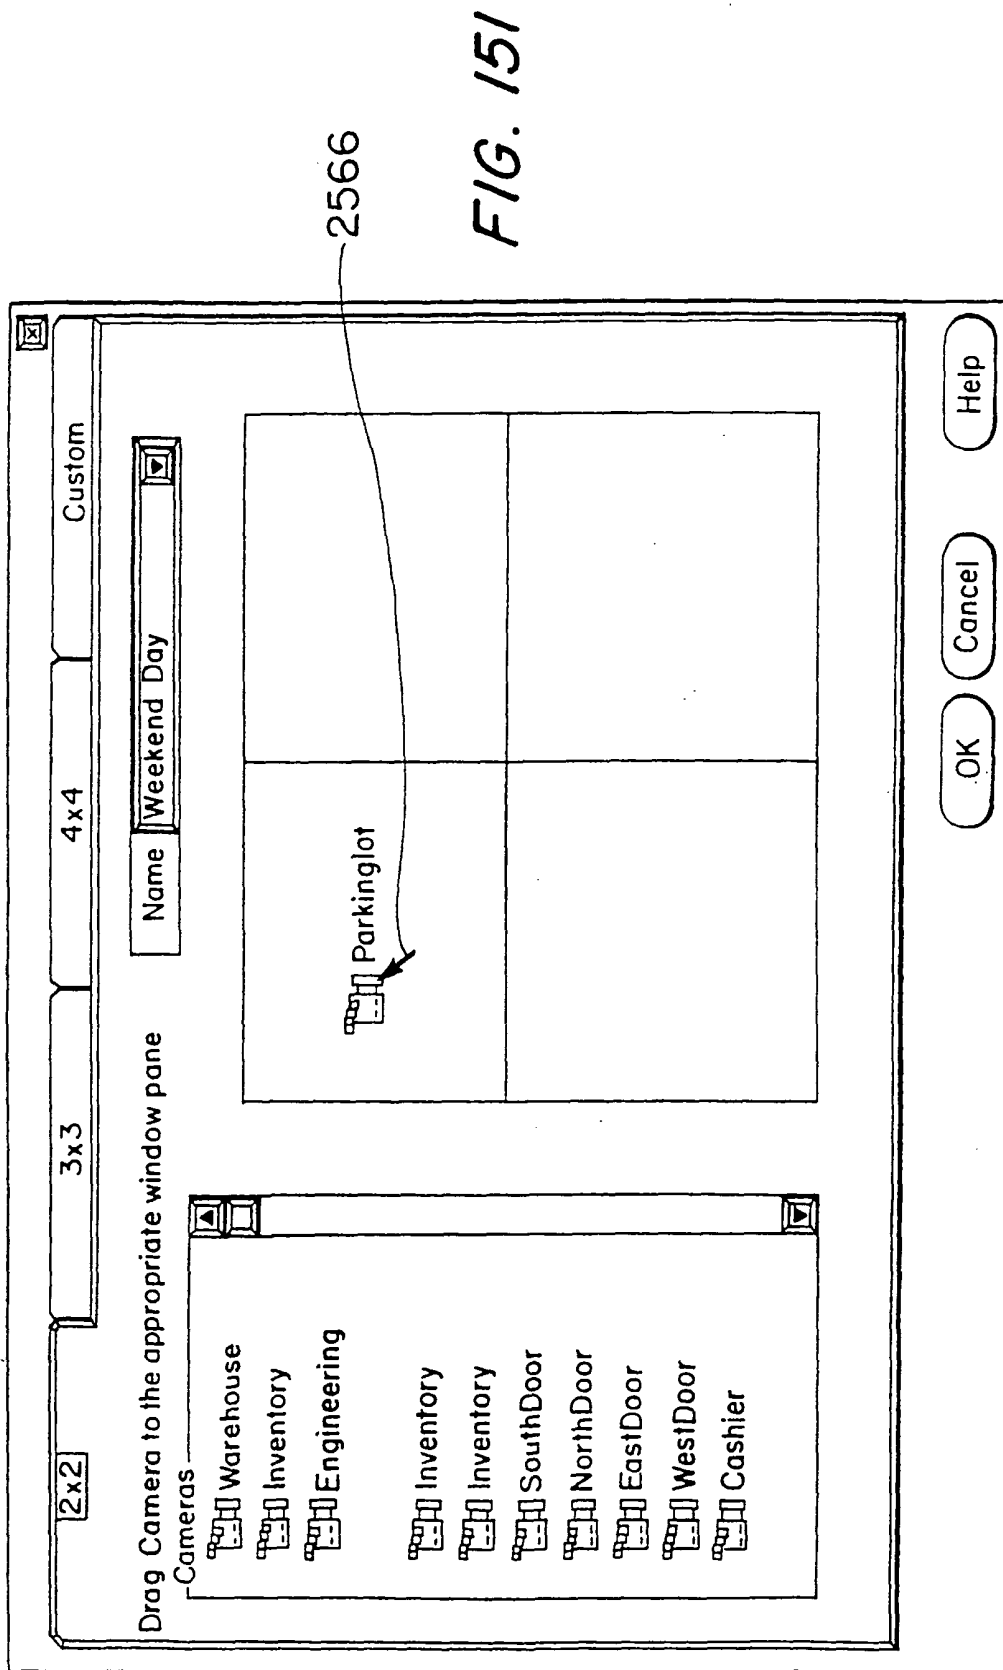 2x2
3x3
4x4
Custom
Drag Camera to the appropriate window pane
Name
Weekend Day
Cameras
Warehouse
Inventory
Engineering
Inventory
Inventory
SouthDoor
NorthDoor
EastDoor
WestDoor
Cashier
Parkinglot
2566
OK
Cancel
Help
FIG. 151